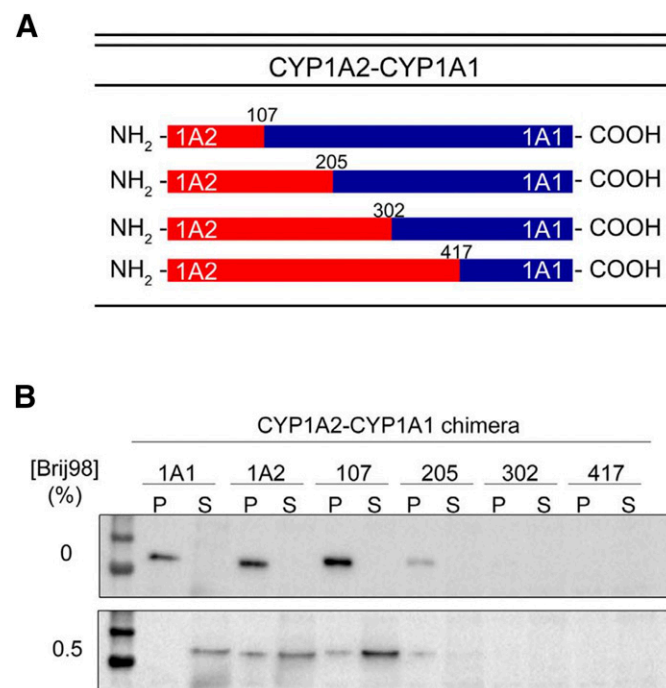 A
CYP1A2-CYP1A1
107
NH2 - 1A2 1A1 - COOH
205
NH2 - 1A2 1A1 - COOH
302
NH2 - 1A2 1A1 - COOH
417
NH2 - 1A2 1A1 - COOH
B
CYP1A2-CYP1A1 chimera
[Brij98] 1A1 1A2 107 205 302 417
(%) P S P S P S P S P S P S
0
0.5